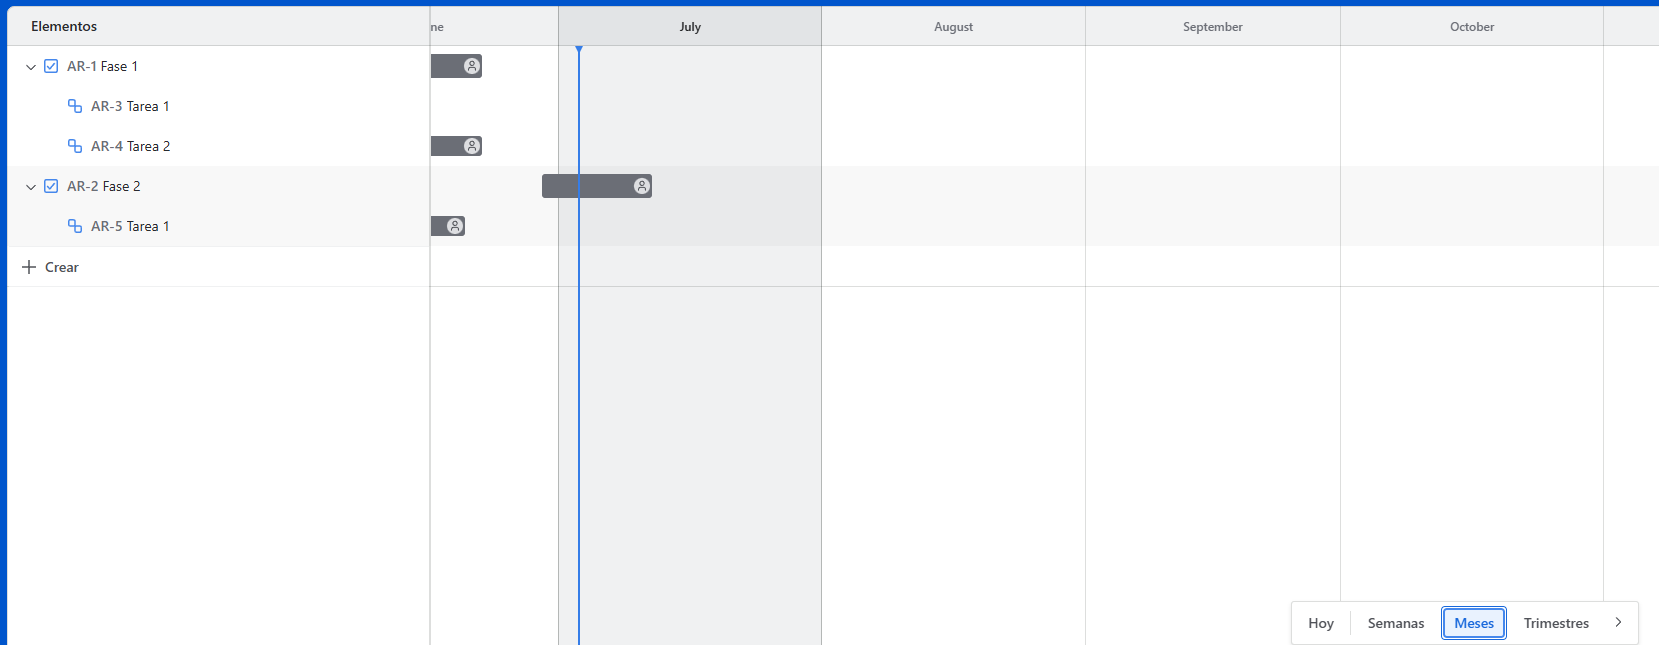 Elementos
ne
July
August
September
October
AR-1 Fase 1
AR-3 Tarea 1
AR-4 Tarea 2
AR-2 Fase 2
AR-5 Tarea 1
Crear
Hoy
Semanas
Meses
Trimestres